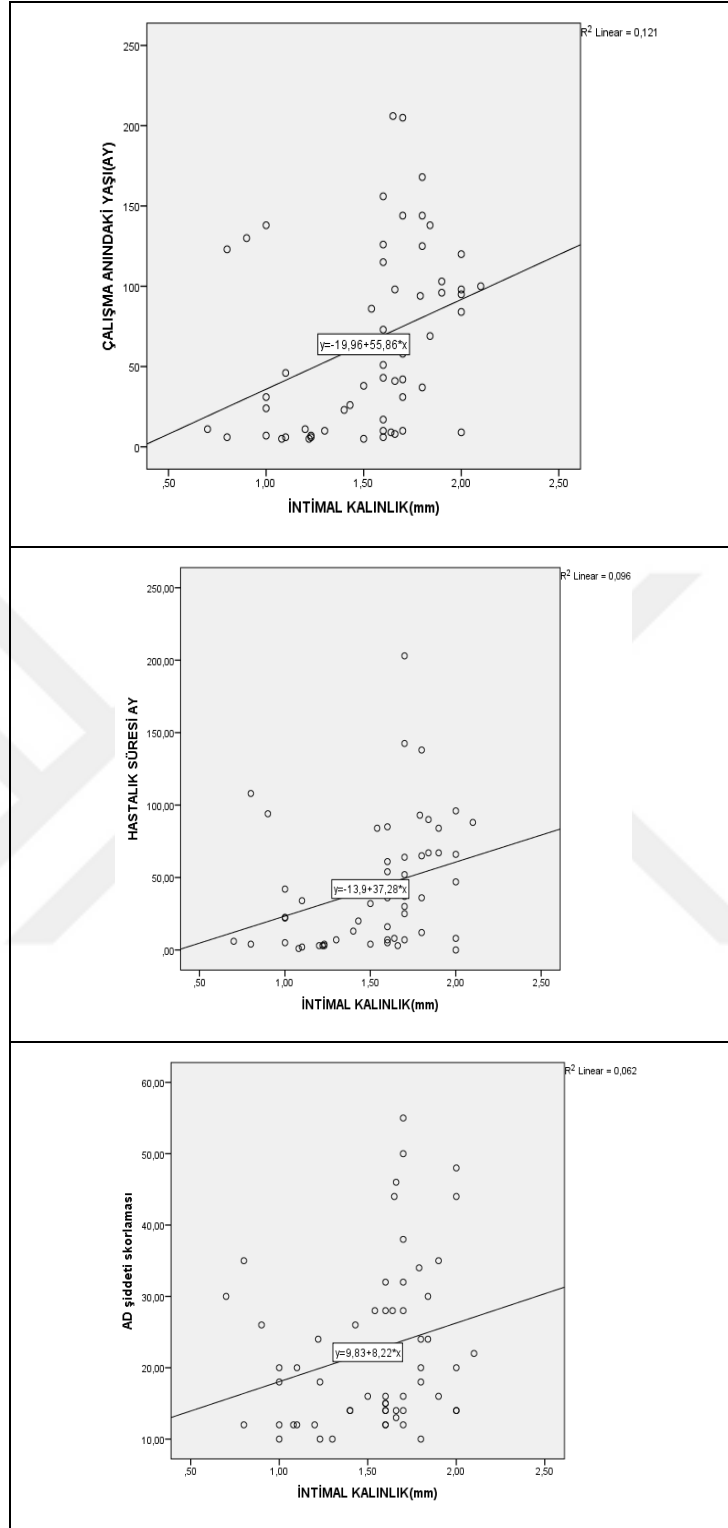 R² Linear = 0,121
250
200
150
100
50
0
ÇALIŞMA ANINDAKİ YAŞI(AY)
y=-19,96+55,86*x
,50 1,00 1,50 2,00 2,50
İNTİMAL KALINLIK(mm)
R² Linear = 0,096
250,00
200,00
150,00
100,00
50,00
,00
HASTALIK SÜRESİ AY
y=-13,9+37,28*x
,50 1,00 1,50 2,00 2,50
İNTİMAL KALINLIK(mm)
R² Linear = 0,062
60,00
50,00
40,00
30,00
20,00
10,00
AD şiddeti skorlaması
y=9,83+8,22*x
,50 1,00 1,50 2,00 2,50
İNTİMAL KALINLIK(mm)